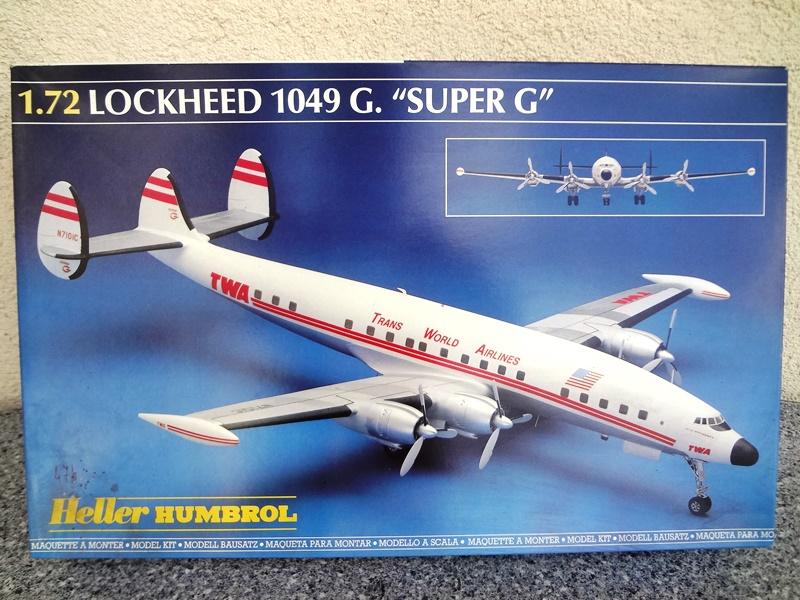 1.72 LOCKHEED 1049 G. “SUPER G”
N7101C
G
G
G
TWA
TRANS WORLD AIRLINES
TWA
TWA
Heller HUMBROL
MAQUETTE A MONTER • MODEL KIT • MODELL BAUSATZ • MAQUETA PARA MONTAR • MODELLO A SCALA • MAQUETTE A MONTER • MODEL KIT • MODELL BAUSATZ • MAQUETA PARA MO